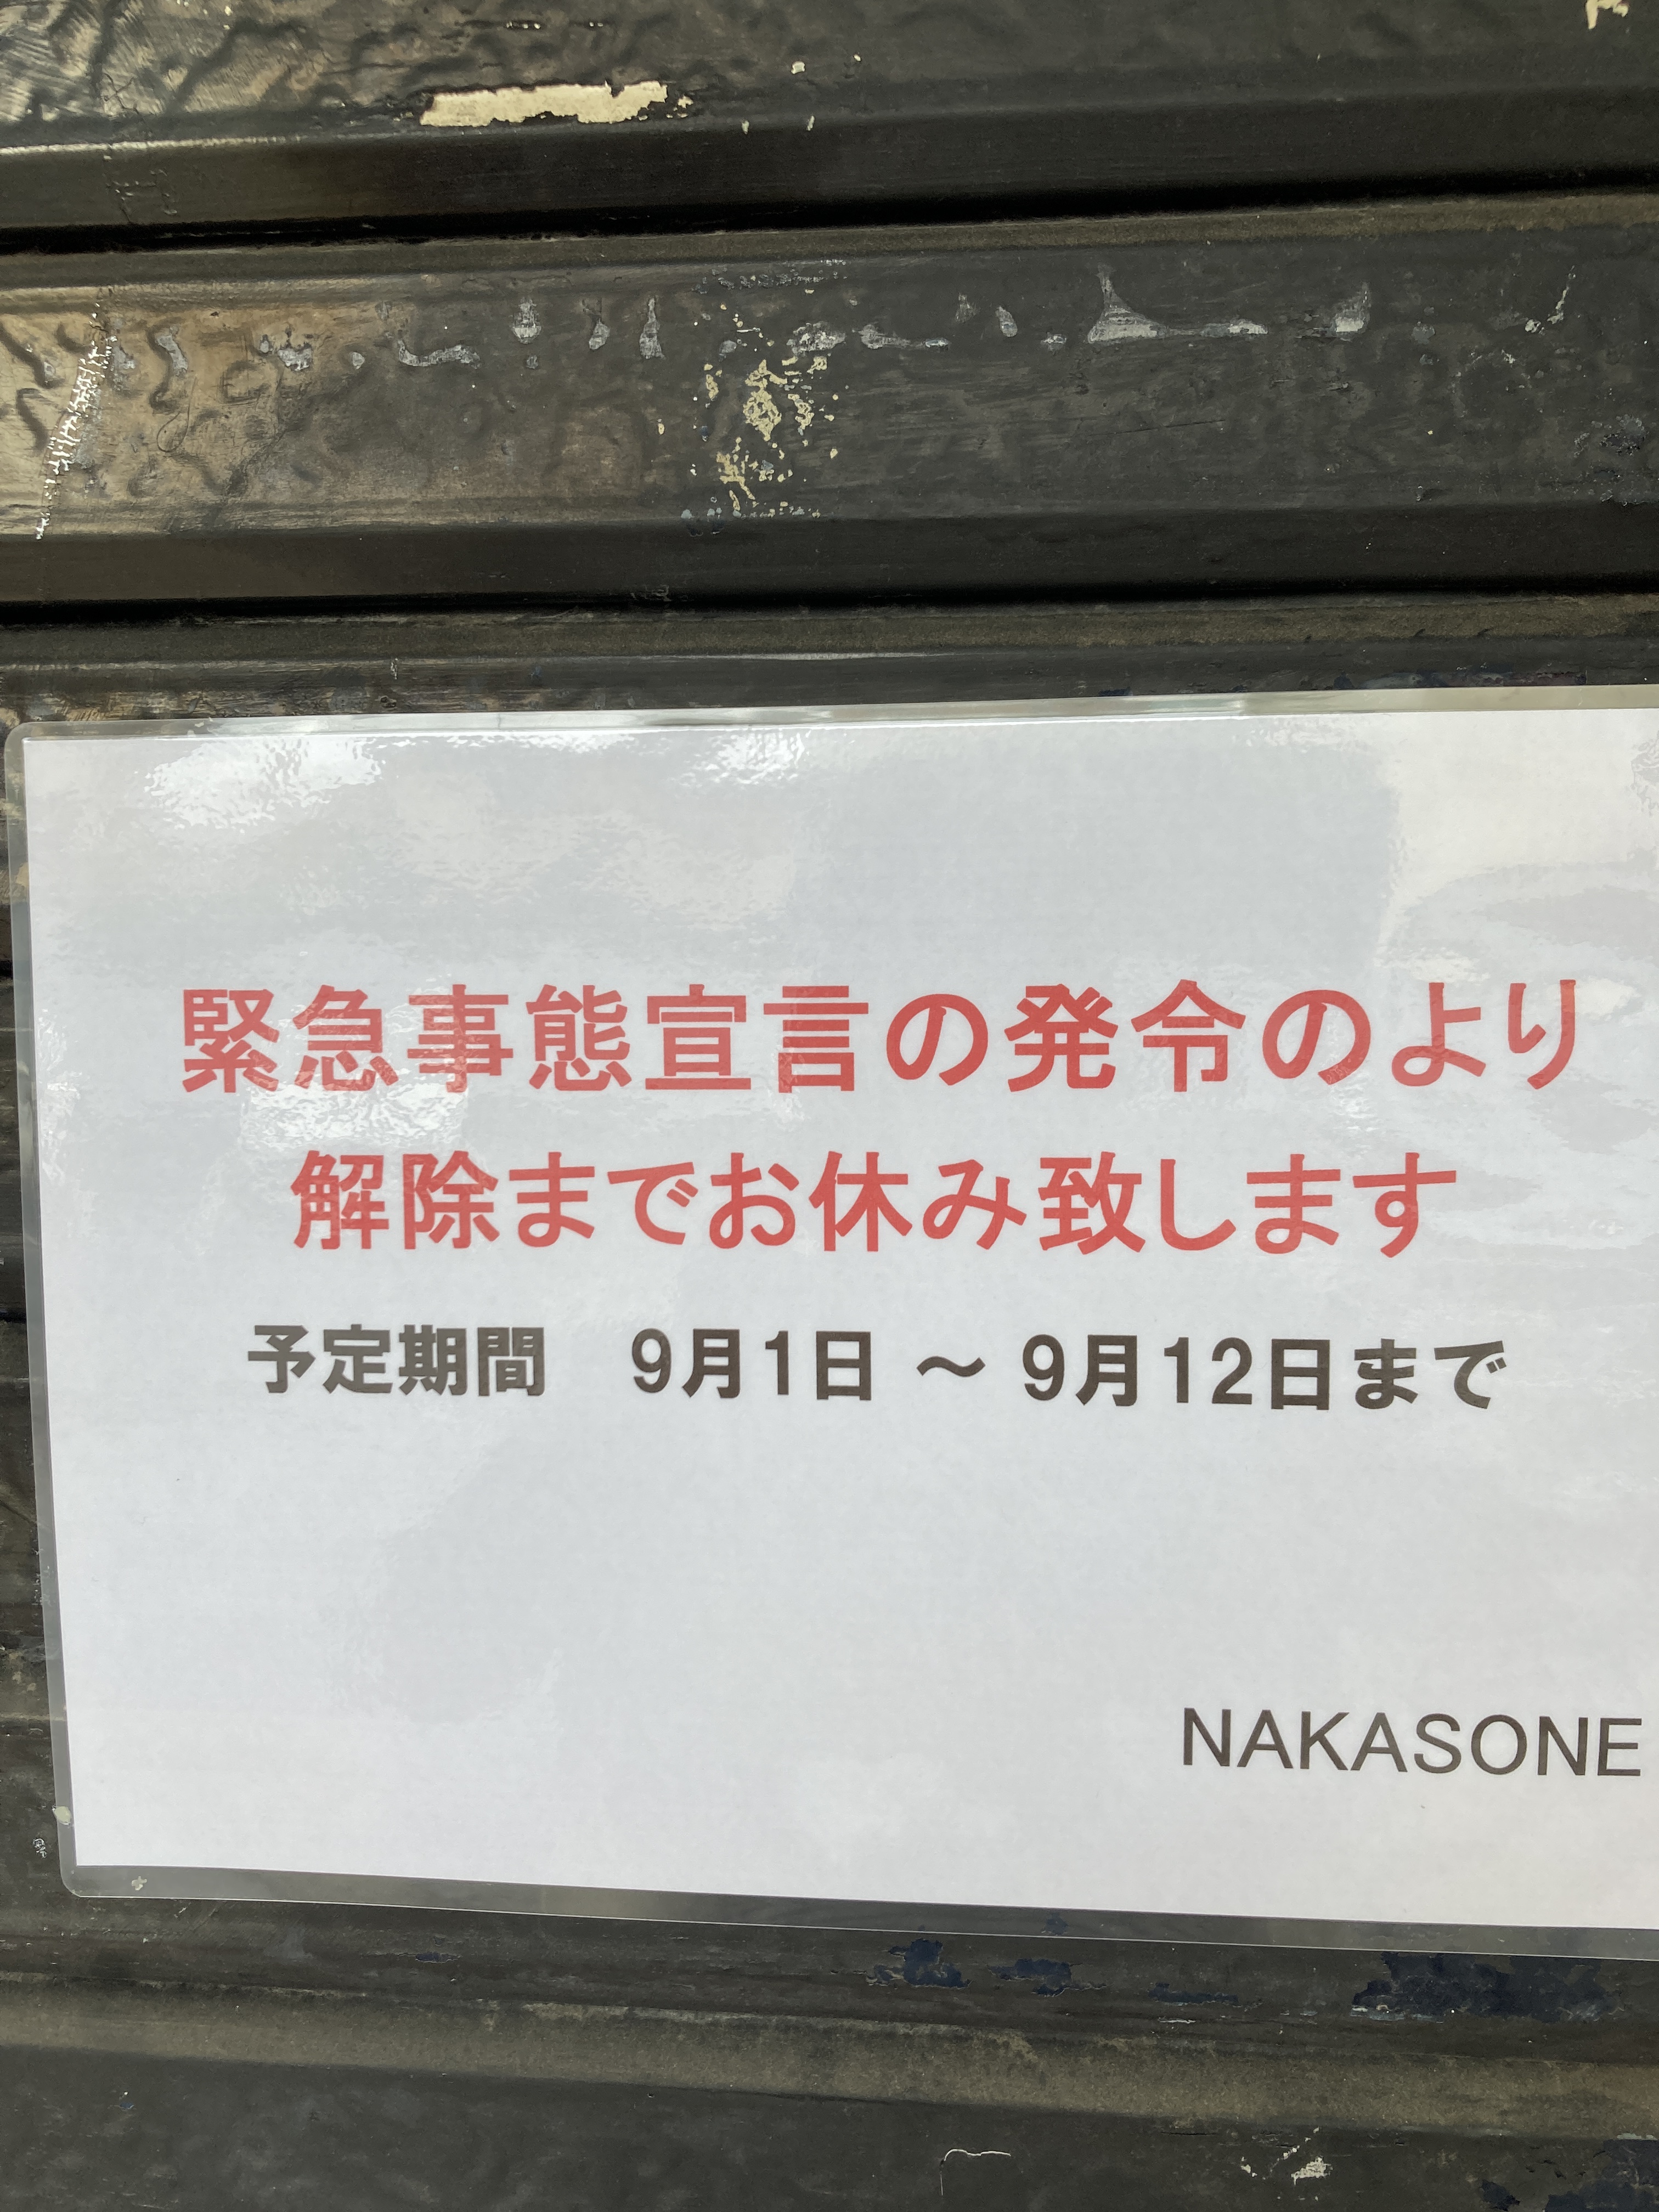 緊急事態宣言の発令のより
解除までお休み致します
予定期間　9月1日 ～ 9月12日まで
NAKASONE